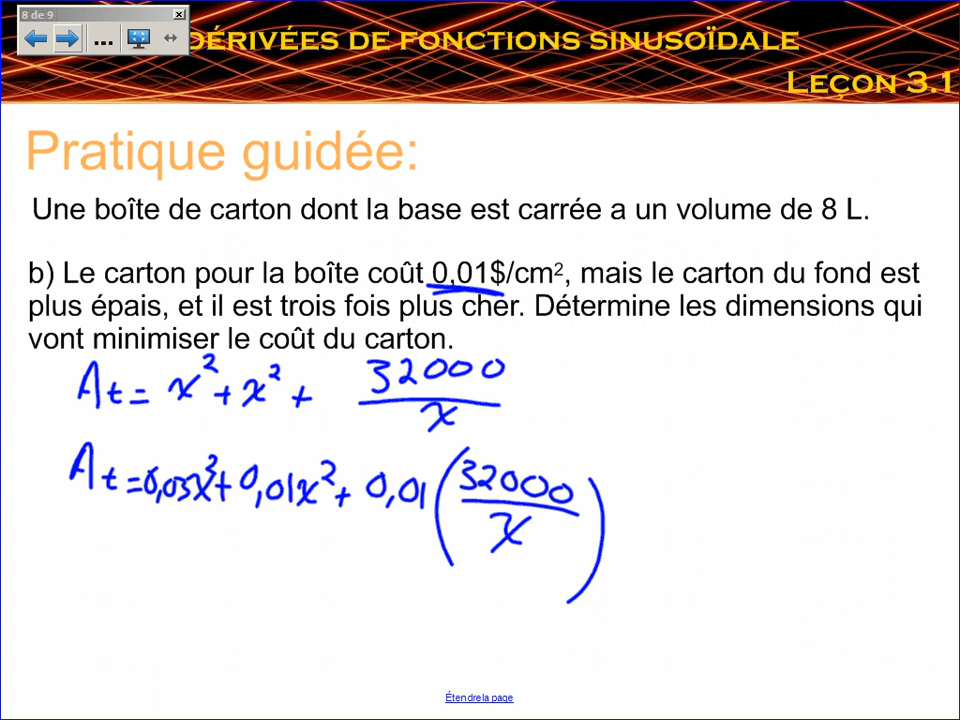 8 de 9
DÉRIVÉES DE FONCTIONS SINUSOÏDALE
Leçon 3.1
Pratique guidée:
Une boîte de carton dont la base est carrée a un volume de 8 L.
b) Le carton pour la boîte coût 0,01$/cm², mais le carton du fond est
plus épais, et il est trois fois plus cher. Détermine les dimensions qui
vont minimiser le coût du carton.
At = x² + x² + 32000/x
At = 0,03x² + 0,01x² + 0,01(32000/x)
Étendre la page